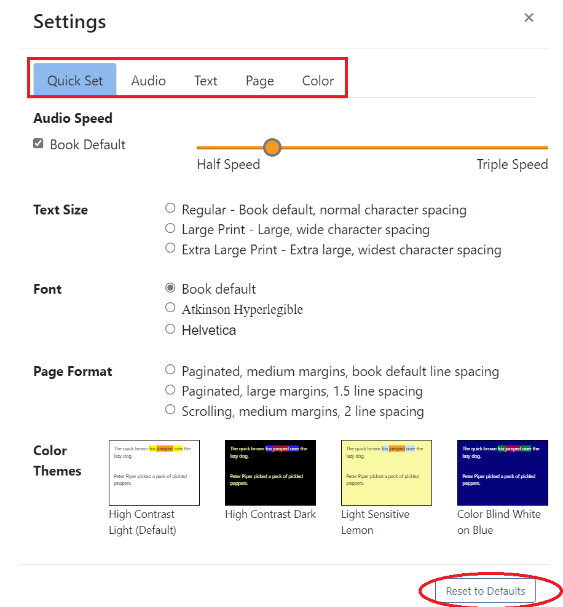 Settings
×
Quick Set Audio Text Page Color
Audio Speed
Book Default
Half Speed Triple Speed
Text Size
Regular - Book default, normal character spacing
Large Print - Large, wide character spacing
Extra Large Print - Extra large, widest character spacing
Font
Book default
Atkinson Hyperlegible
Helvetica
Page Format
Paginated, medium margins, book default line spacing
Paginated, large margins, 1.5 line spacing
Scrolling, medium margins, 2 line spacing
Color
Themes
The quick brown fox jumped over the
lazy dog.
Peter Piper picked a peck of pickled
peppers.
High Contrast
Light (Default)
The quick brown fox jumped over the
lazy dog.
Peter Piper picked a peck of pickled
peppers.
High Contrast Dark
The quick brown fox jumped over the
lazy dog.
Peter Piper picked a peck of pickled
peppers.
Light Sensitive
Lemon
The quick brown fox jumped over the
lazy dog.
Peter Piper picked a peck of pickled
peppers.
Color Blind White
on Blue
Reset to Defaults